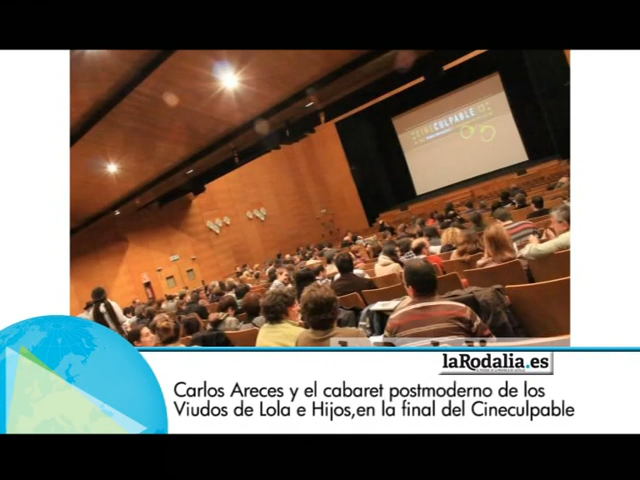 CINECULPABLE
laRodalia.es
Carlos Areces y el cabaret postmoderno de los
Viudos de Lola e Hijos,en la final del Cineculpable